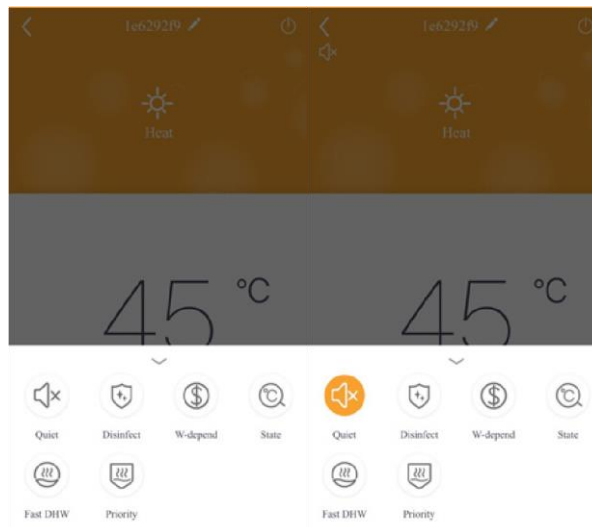 1e6292f9
Heat
45 °C
Quiet Disinfect W-depend State
Fast DHW Priority
1e6292f9
Heat
45 °C
Quiet Disinfect W-depend State
Fast DHW Priority